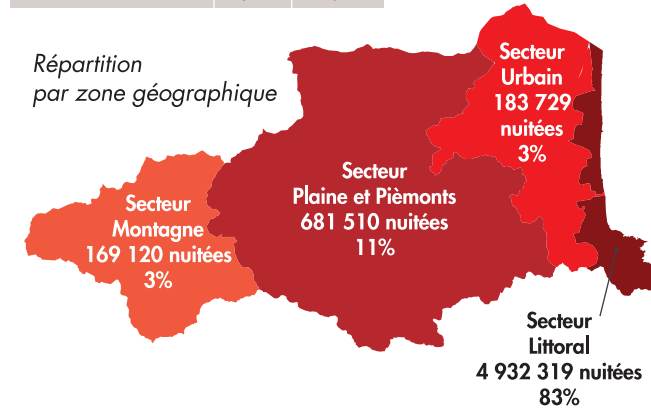 Répartition
par zone géographique
Secteur
Urbain
183 729
nuitées
3%
Secteur
Plaine et Pièmonts
681 510 nuitées
11%
Secteur
Montagne
169 120 nuitées
3%
Secteur
Littoral
4 932 319 nuitées
83%